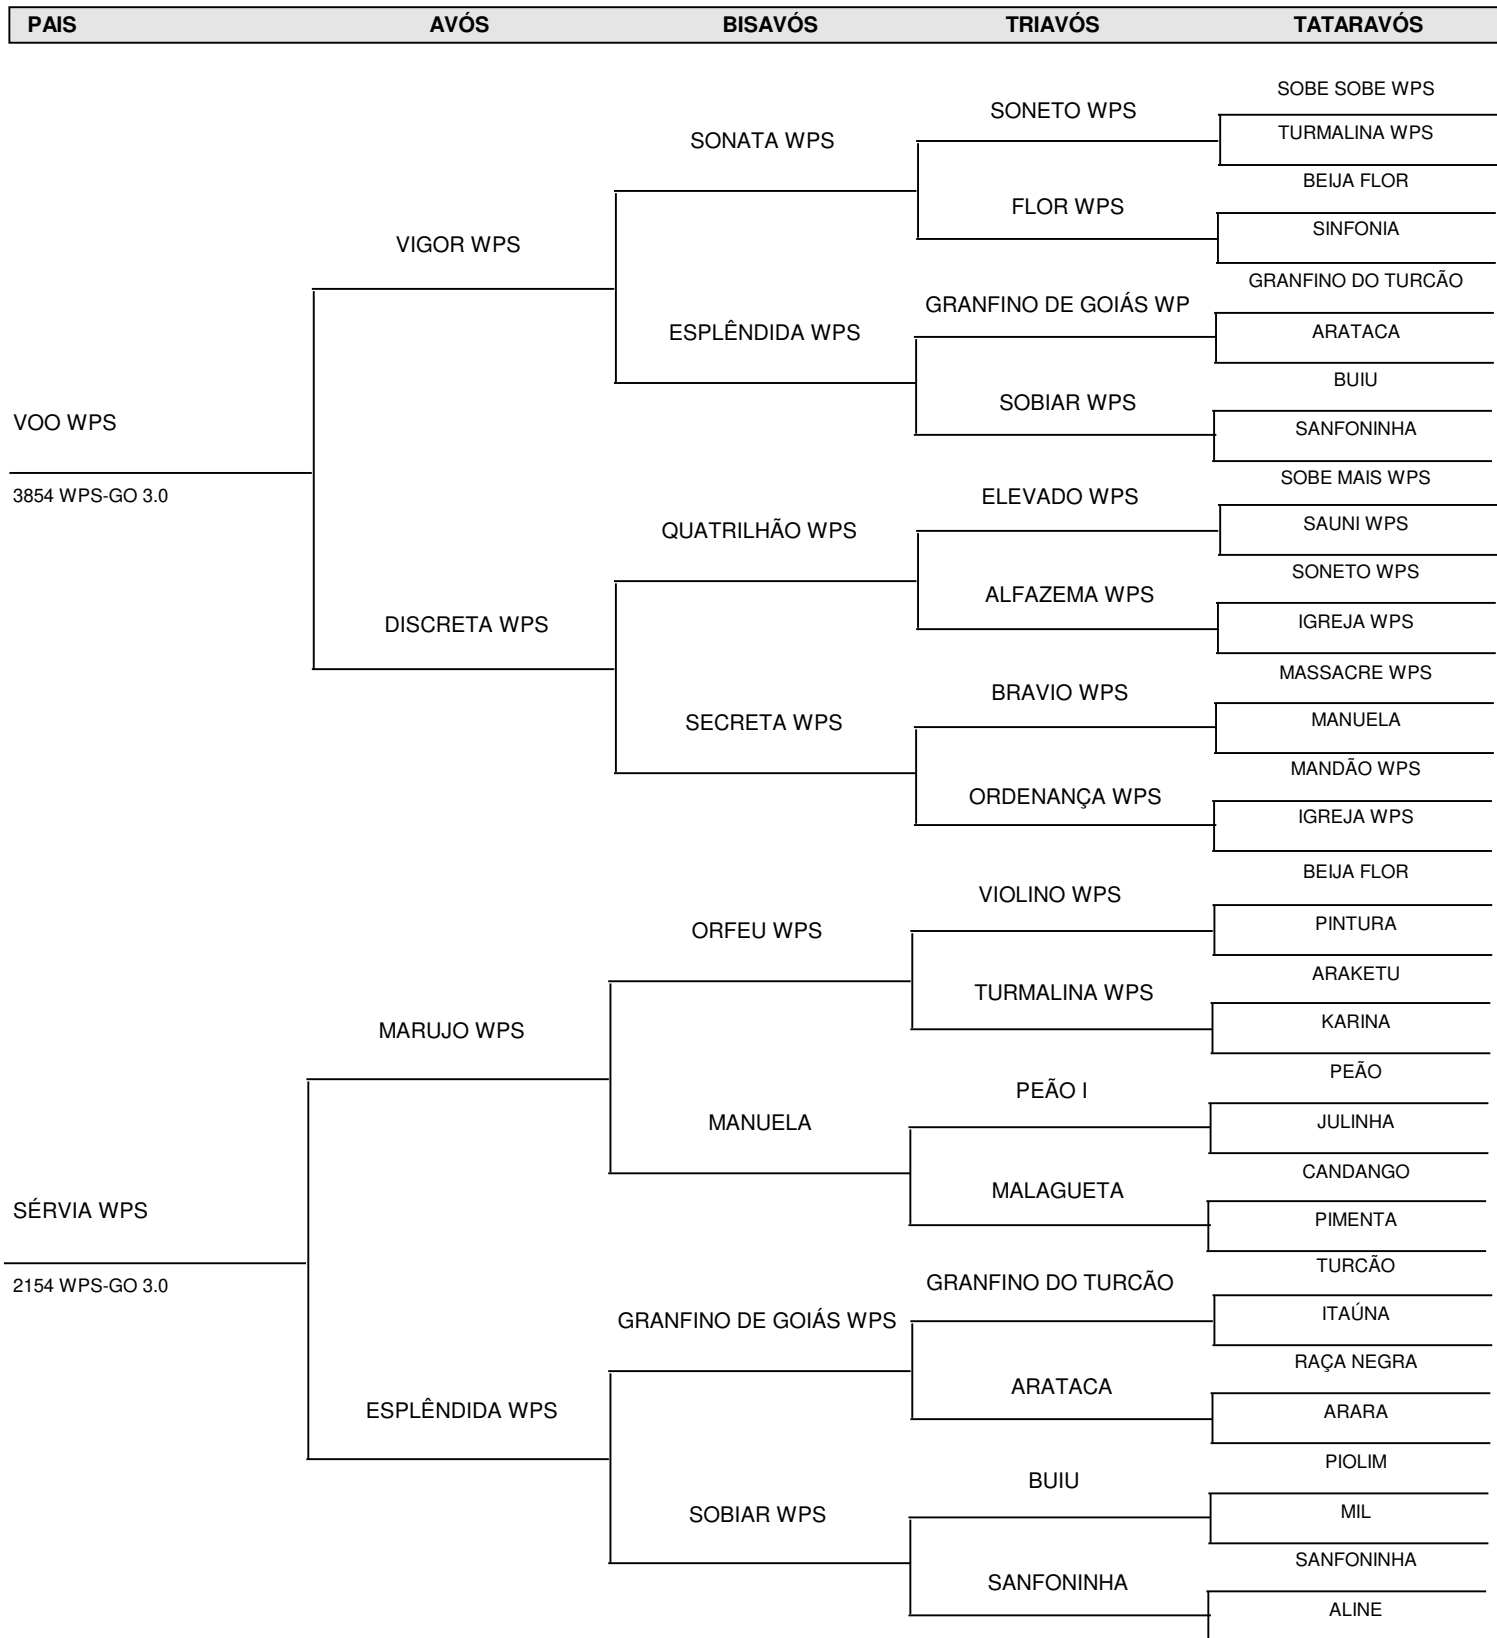 PAIS AVÓS BISAVÓS TRIAVÓS TATARAVÓS
SOBE SOBE WPS
SONETO WPS
TURMALINA WPS
SONATA WPS
BEIJA FLOR
FLOR WPS
SINFONIA
VIGOR WPS
GRANFINO DO TURCÃO
GRANFINO DE GOIÁS WP
ARATACA
ESPLÊNDIDA WPS
BUIU
SOBIAR WPS
VOO WPS
SANFONINHA
SOBE MAIS WPS
3854 WPS-GO 3.0
ELEVADO WPS
SAUNI WPS
QUATRILHÃO WPS
SONETO WPS
ALFAZEMA WPS
IGREJA WPS
DISCRETA WPS
MASSACRE WPS
BRAVIO WPS
MANUELA
SECRETA WPS
MANDÃO WPS
ORDENANÇA WPS
IGREJA WPS
BEIJA FLOR
VIOLINO WPS
PINTURA
ORFEU WPS
ARAKETU
TURMALINA WPS
KARINA
MARUJO WPS
PEÃO
PEÃO I
JULINHA
MANUELA
CANDANGO
MALAGUETA
SÉRVIA WPS
PIMENTA
TURCÃO
2154 WPS-GO 3.0
GRANFINO DO TURCÃO
ITAÚNA
GRANFINO DE GOIÁS WPS
RAÇA NEGRA
ARATACA
ESPLÊNDIDA WPS
ARARA
PIOLIM
BUIU
MIL
SOBIAR WPS
SANFONINHA
SANFONINHA
ALINE